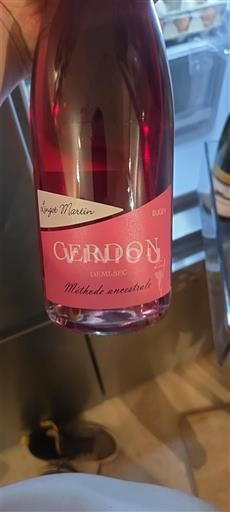 Lingot Martin
BUGEY
CERDON
DEMI-SEC
Méthode ancestrale